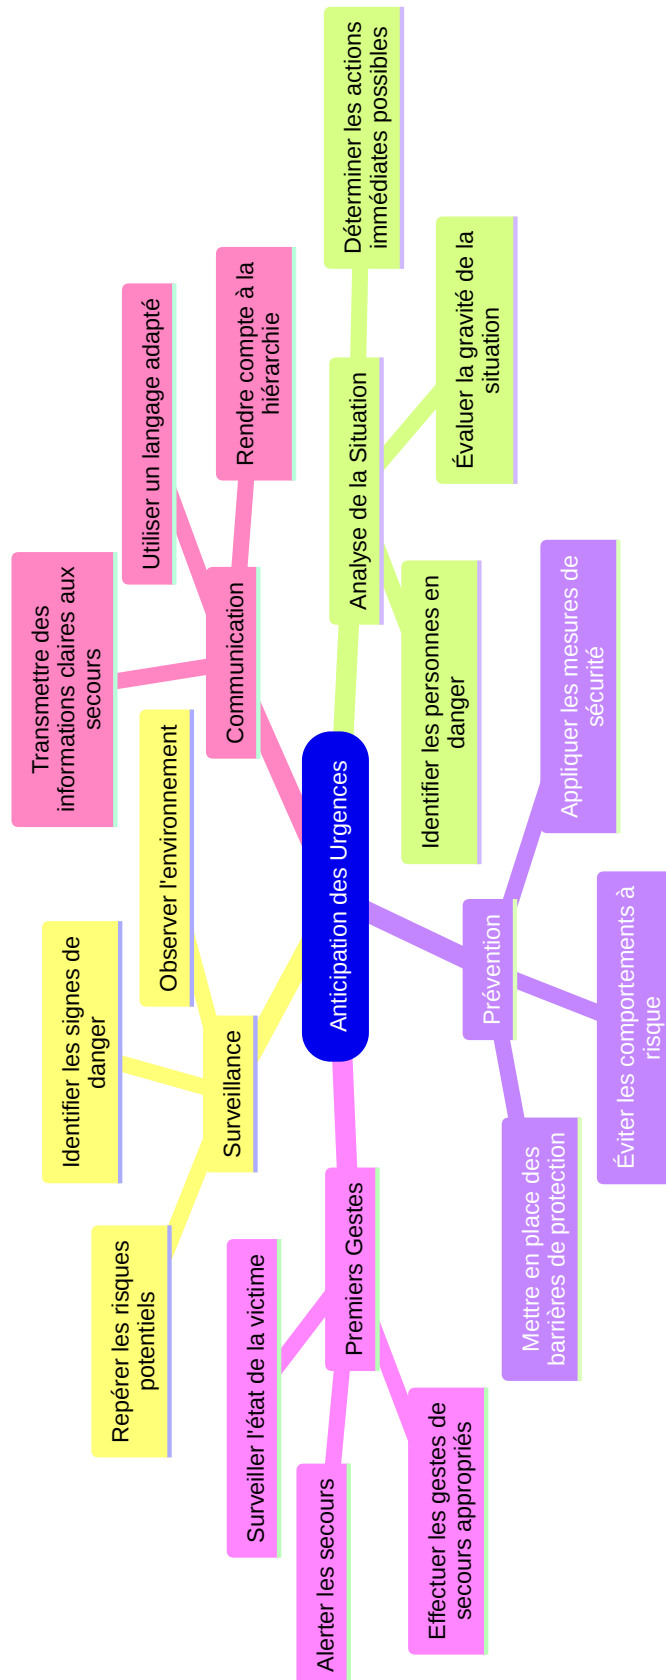 Anticipation des Urgences
Surveillance
Observer l'environnement
Identifier les signes de
danger
Repérer les risques
potentiels
Analyse de la Situation
Évaluer la gravité de la
situation
Identifier les personnes en
danger
Déterminer les actions
immédiates possibles
Prévention
Appliquer les mesures de
sécurité
Éviter les comportements à
risque
Mettre en place des
barrières de protection
Premiers Gestes
Effectuer les gestes de
secours appropriés
Alerter les secours
Surveiller l'état de la victime
Communication
Transmettre des
informations claires aux
secours
Utiliser un langage adapté
Rendre compte à la
hiérarchie